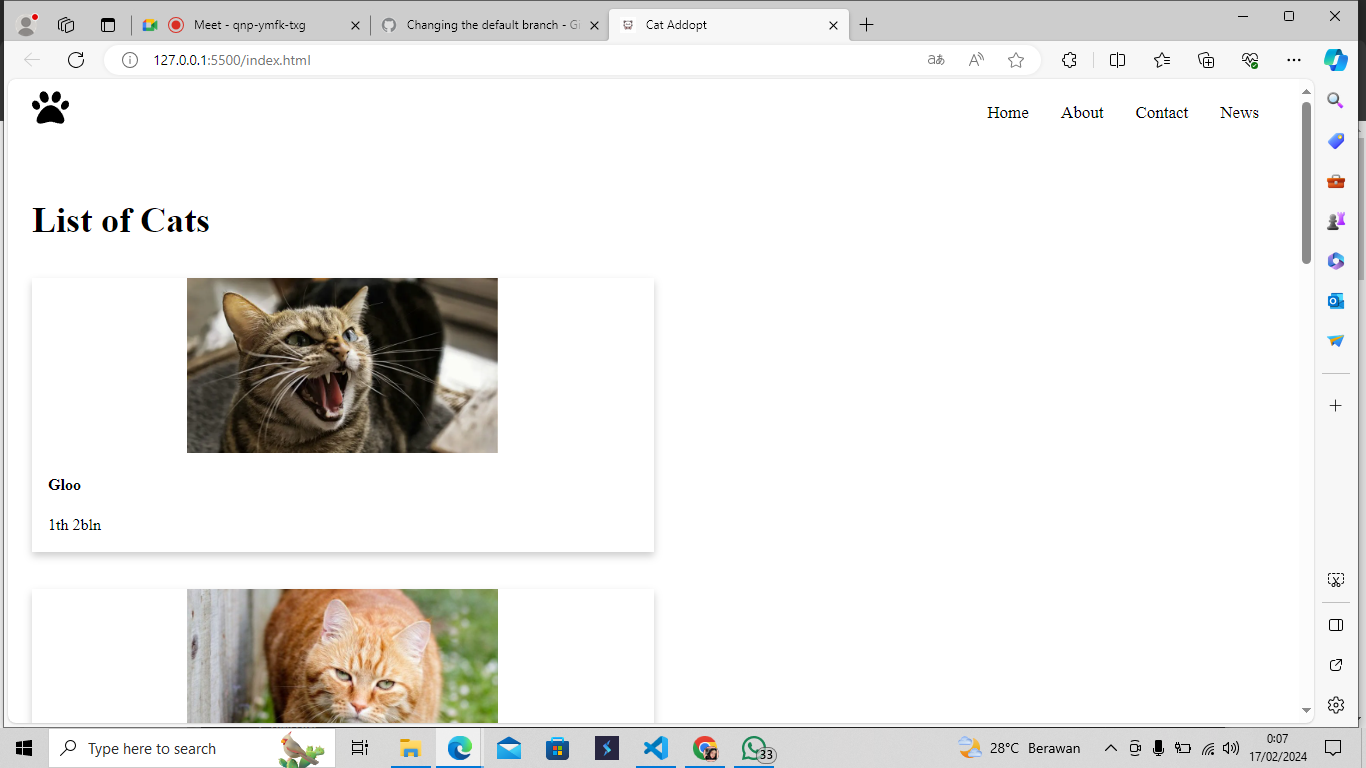 Meet - qnp-ymfk-txg
Changing the default branch - Gi
Cat Addopt
127.0.0.1:5500/index.html
Home About Contact News
List of Cats
Gloo
1th 2bln
Type here to search
33
28°C Berawan
0:07
17/02/2024